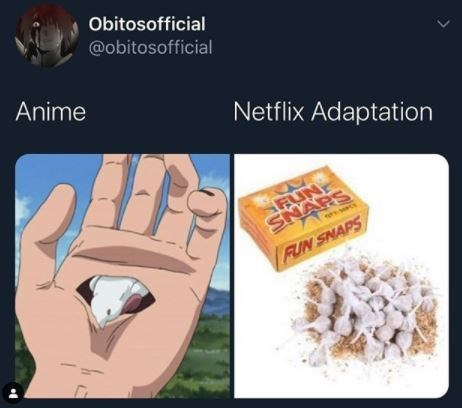 Obitosofficial
@obitosofficial
Anime
Netflix Adaptation
FUN
SNAPS
FUN SNAPS